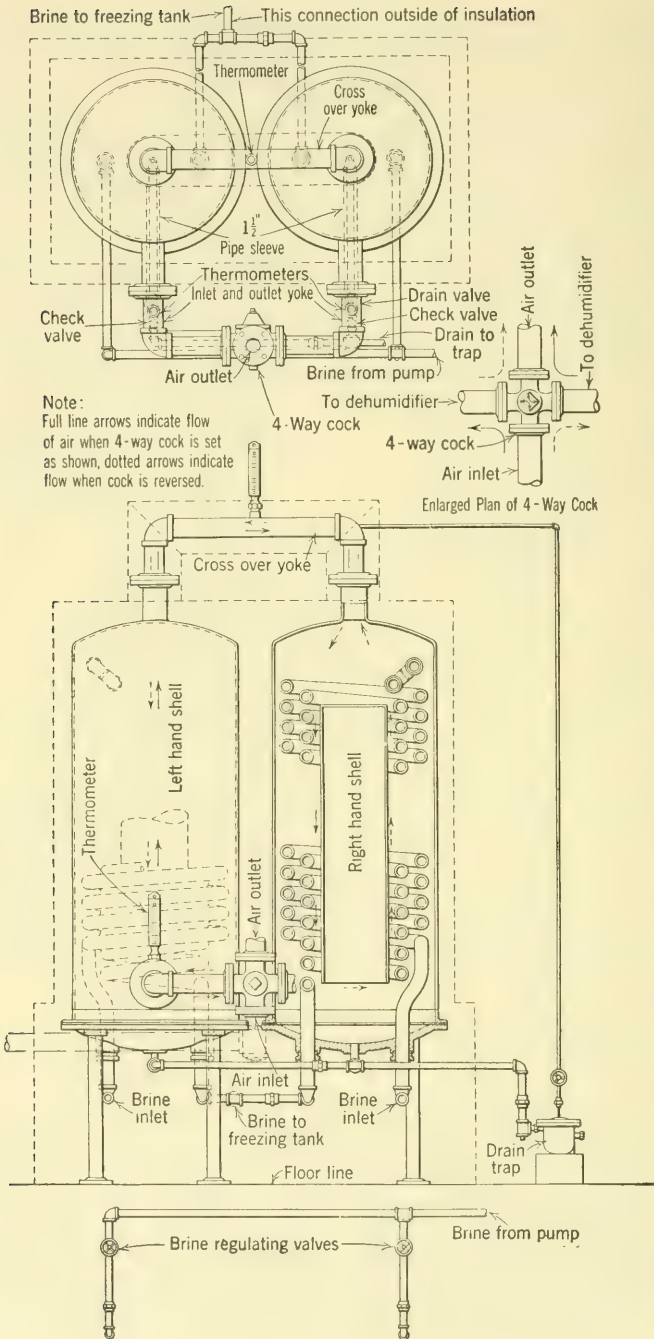 Brine to freezing tank
This connection outside of insulation
Thermometer
Cross
over yoke
1 1/2"
Pipe sleeve
Thermometers
Inlet and outlet yoke
Drain valve
Check valve
Check
valve
Drain to
trap
Air outlet
Brine from pump
4-Way cock
Air outlet
To dehumidifier
To dehumidifier
4-way cock
Air inlet
Enlarged Plan of 4-Way Cock
Note:
Full line arrows indicate flow
of air when 4-way cock is set
as shown, dotted arrows indicate
flow when cock is reversed.
Cross over yoke
Left hand shell
Thermometer
Right hand shell
Air outlet
Air inlet
Brine
inlet
Brine to
freezing tank
Brine
inlet
Drain
trap
Floor line
Brine from pump
Brine regulating valves